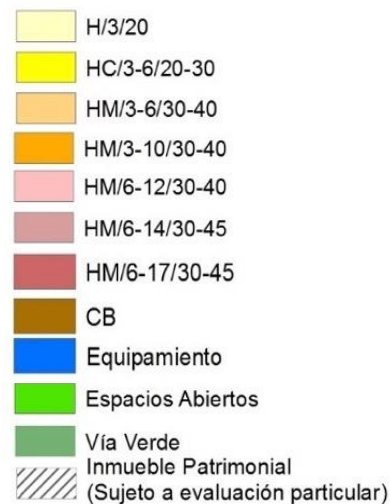 H/3/20
HC/3-6/20-30
HM/3-6/30-40
HM/3-10/30-40
HM/6-12/30-40
HM/6-14/30-45
HM/6-17/30-45
CB
Equipamiento
Espacios Abiertos
Vía Verde
Inmueble Patrimonial
(Sujeto a evaluación particular)